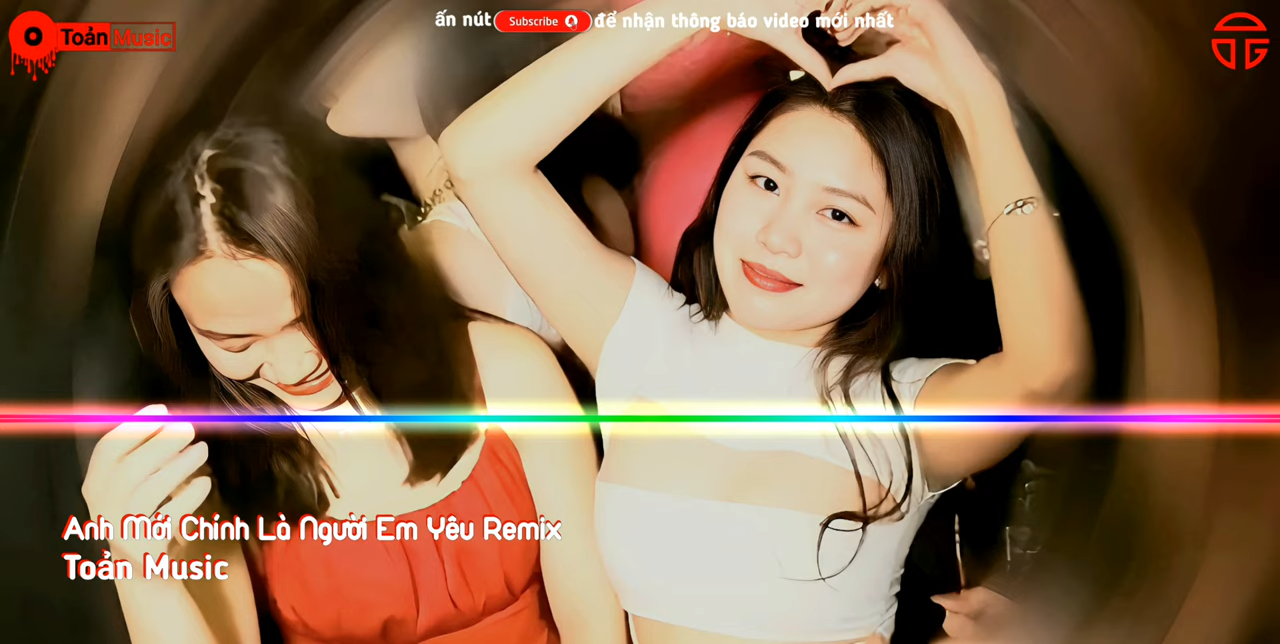 ấn nút Subscribe để nhận thông báo video mới nhất
Toản Music
Anh Mới Chính Là Người Em Yêu Remix
Toản Music